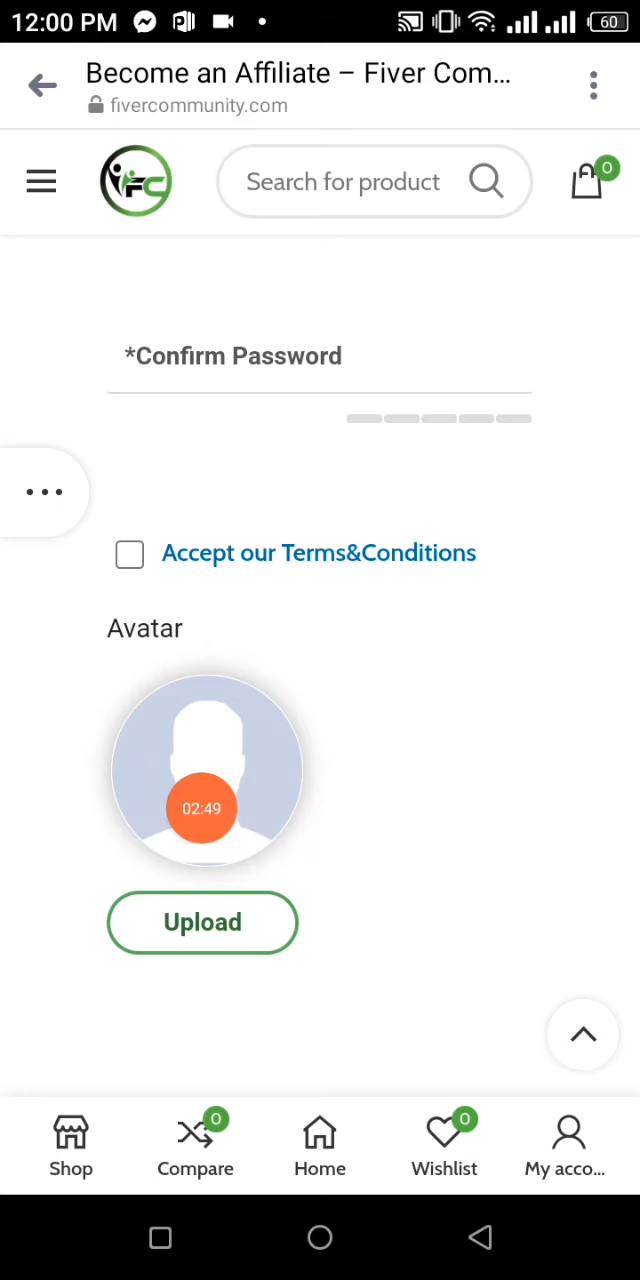 12:00 PM
60
Become an Affiliate – Fiver Com...
fivercommunity.com
FC
Search for product
0
*Confirm Password
Accept our Terms&Conditions
Avatar
02:49
Upload
0
0
Shop
Compare
Home
Wishlist
My acco...